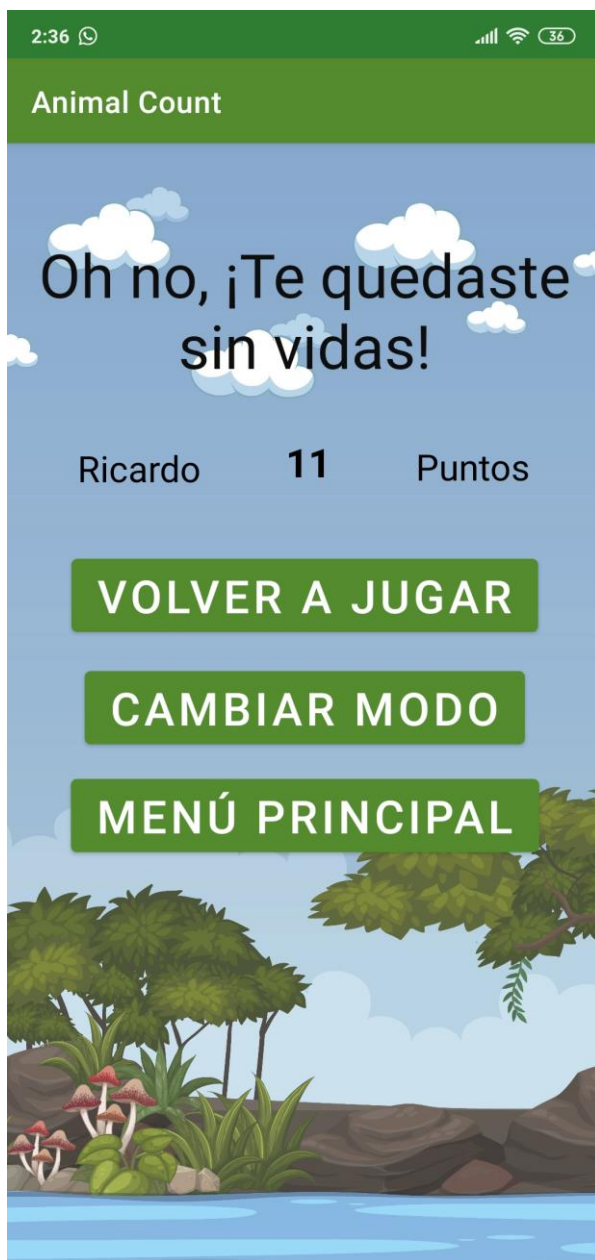 2:36 36
Animal Count
Oh no, ¡Te quedaste
sin vidas!
Ricardo 11 Puntos
VOLVER A JUGAR
CAMBIAR MODO
MENÚ PRINCIPAL